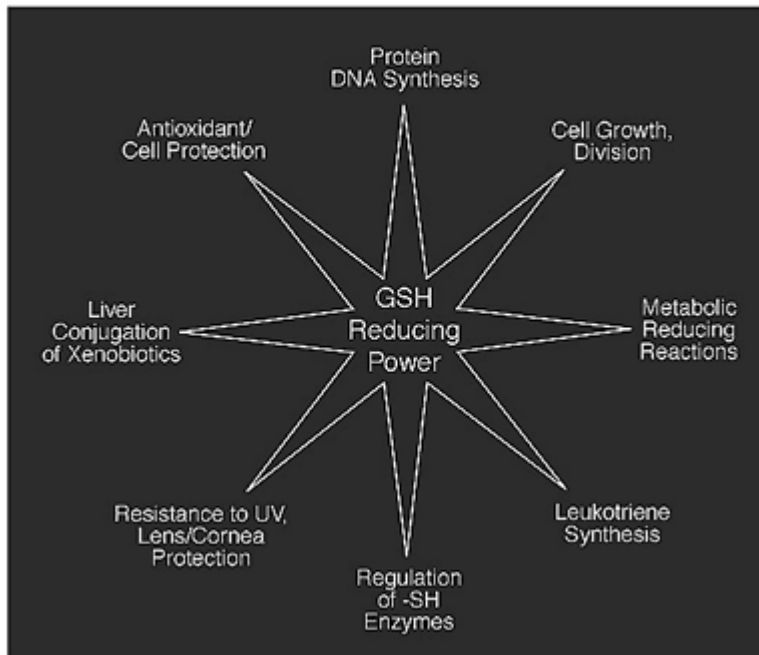 Protein
DNA Synthesis
Antioxidant/
Cell Protection
Cell Growth,
Division
Liver
Conjugation
of Xenobiotics
GSH
Reducing
Power
Metabolic
Reducing
Reactions
Resistance to UV,
Lens/Cornea
Protection
Leukotriene
Synthesis
Regulation
of -SH
Enzymes